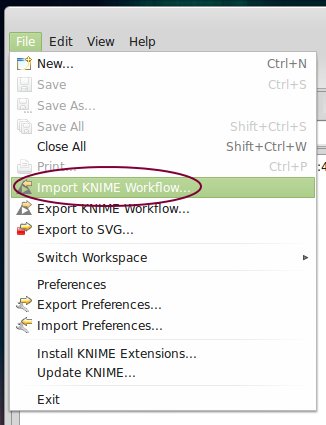 File Edit View Help
New... Ctrl+N
Save Ctrl+S
Save As...
Save All Shift+Ctrl+S
Close All Shift+Ctrl+W
Print... Ctrl+P
Import KNIME Workflow...
Export KNIME Workflow...
Export to SVG...
Switch Workspace
Preferences
Export Preferences...
Import Preferences...
Install KNIME Extensions...
Update KNIME...
Exit